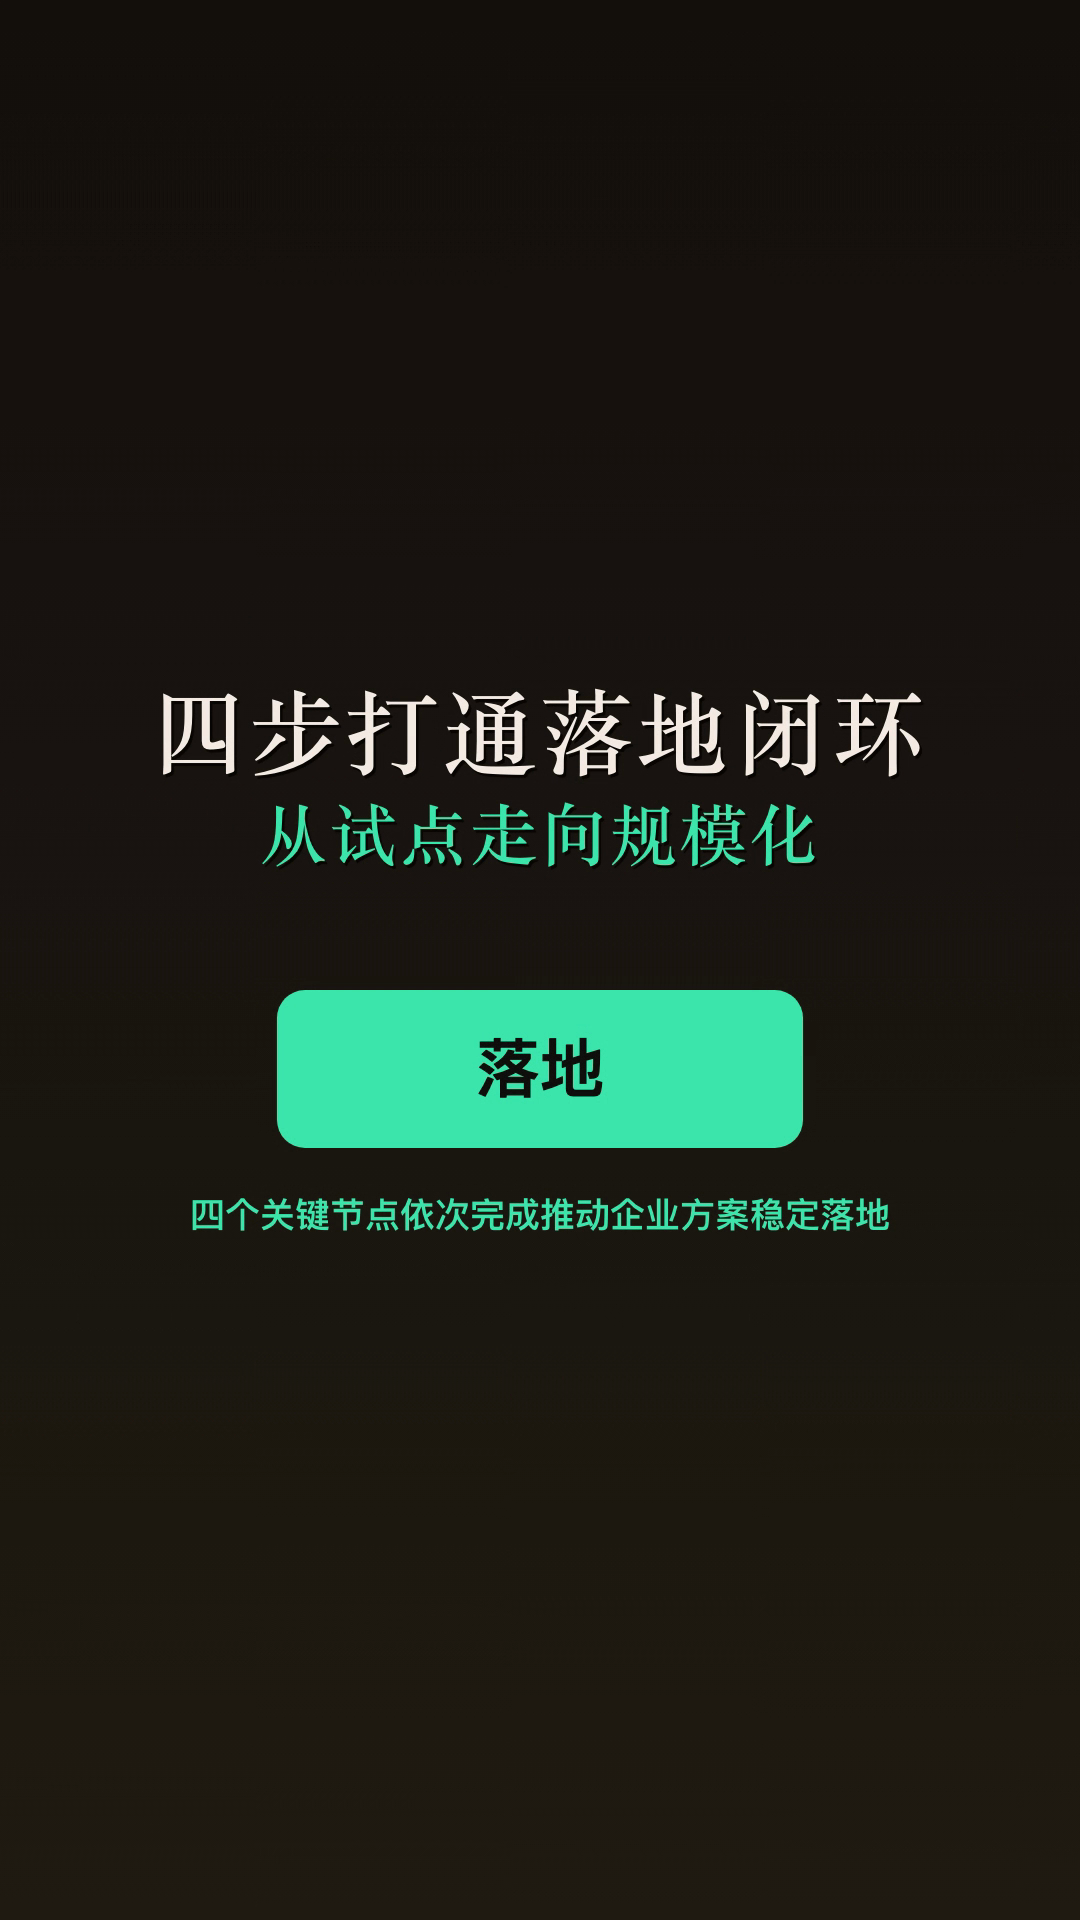 四步打通落地闭环
从试点走向规模化
落地
四个关键节点依次完成推动企业方案稳定落地